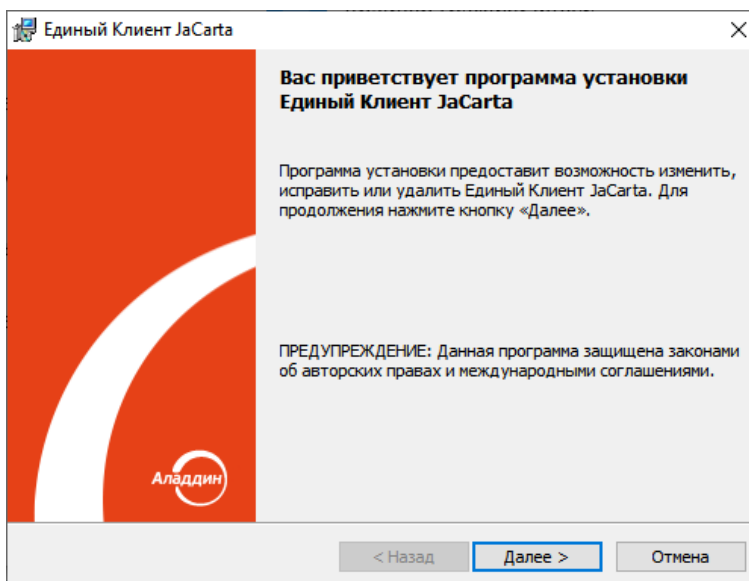 Единый Клиент JaCarta
Вас приветствует программа установки
Единый Клиент JaCarta
Программа установки предоставит возможность изменить,
исправить или удалить Единый Клиент JaCarta. Для
продолжения нажмите кнопку «Далее».
ПРЕДУПРЕЖДЕНИЕ: Данная программа защищена законами
об авторских правах и международными соглашениями.
Аладдин
< Назад
Далее >
Отмена